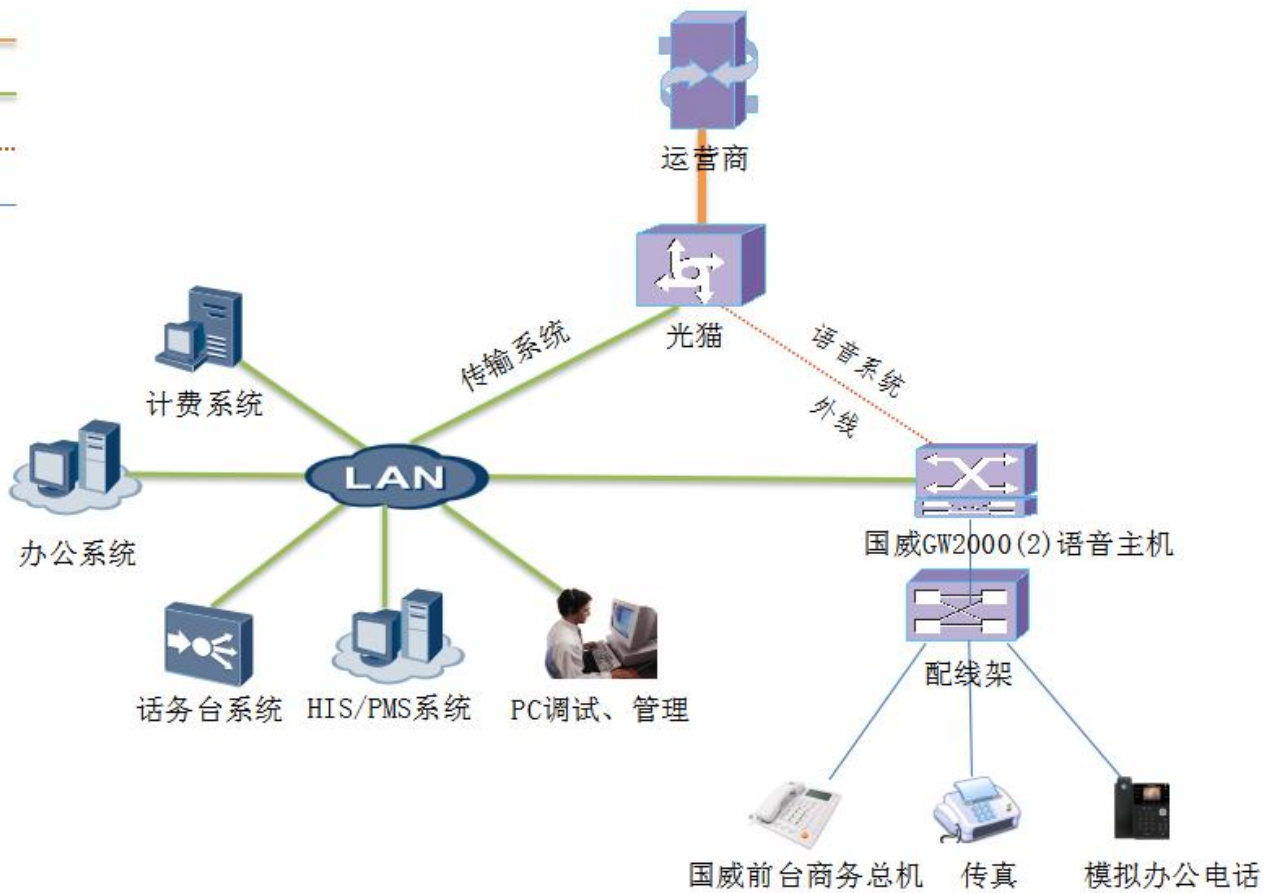 运营商
光猫
传输系统
语音系统
外线
计费系统
LAN
办公系统
国威GW2000(2)语音主机
配线架
话务台系统
HIS/PMS系统
PC调试、管理
国威前台商务总机
传真
模拟办公电话